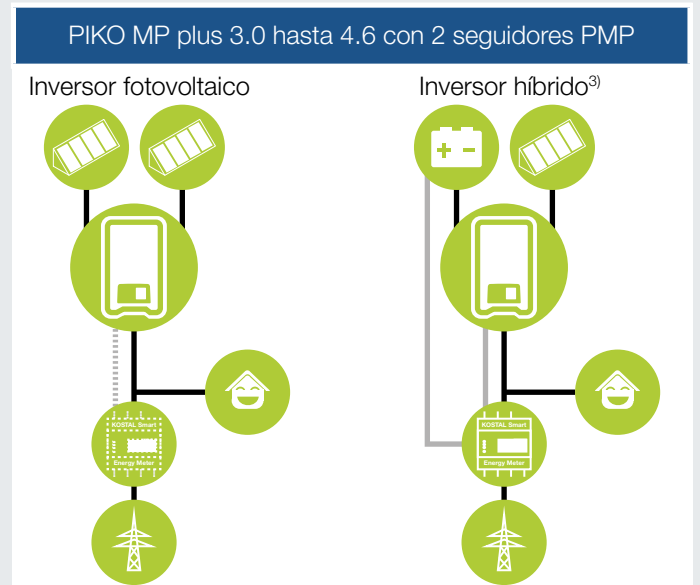 PIKO MP plus 3.0 hasta 4.6 con 2 seguidores PMP
Inversor fotovoltaico
Inversor híbrido³⁾
KOSTAL Smart
Energy Meter
KOSTAL Smart
Energy Meter